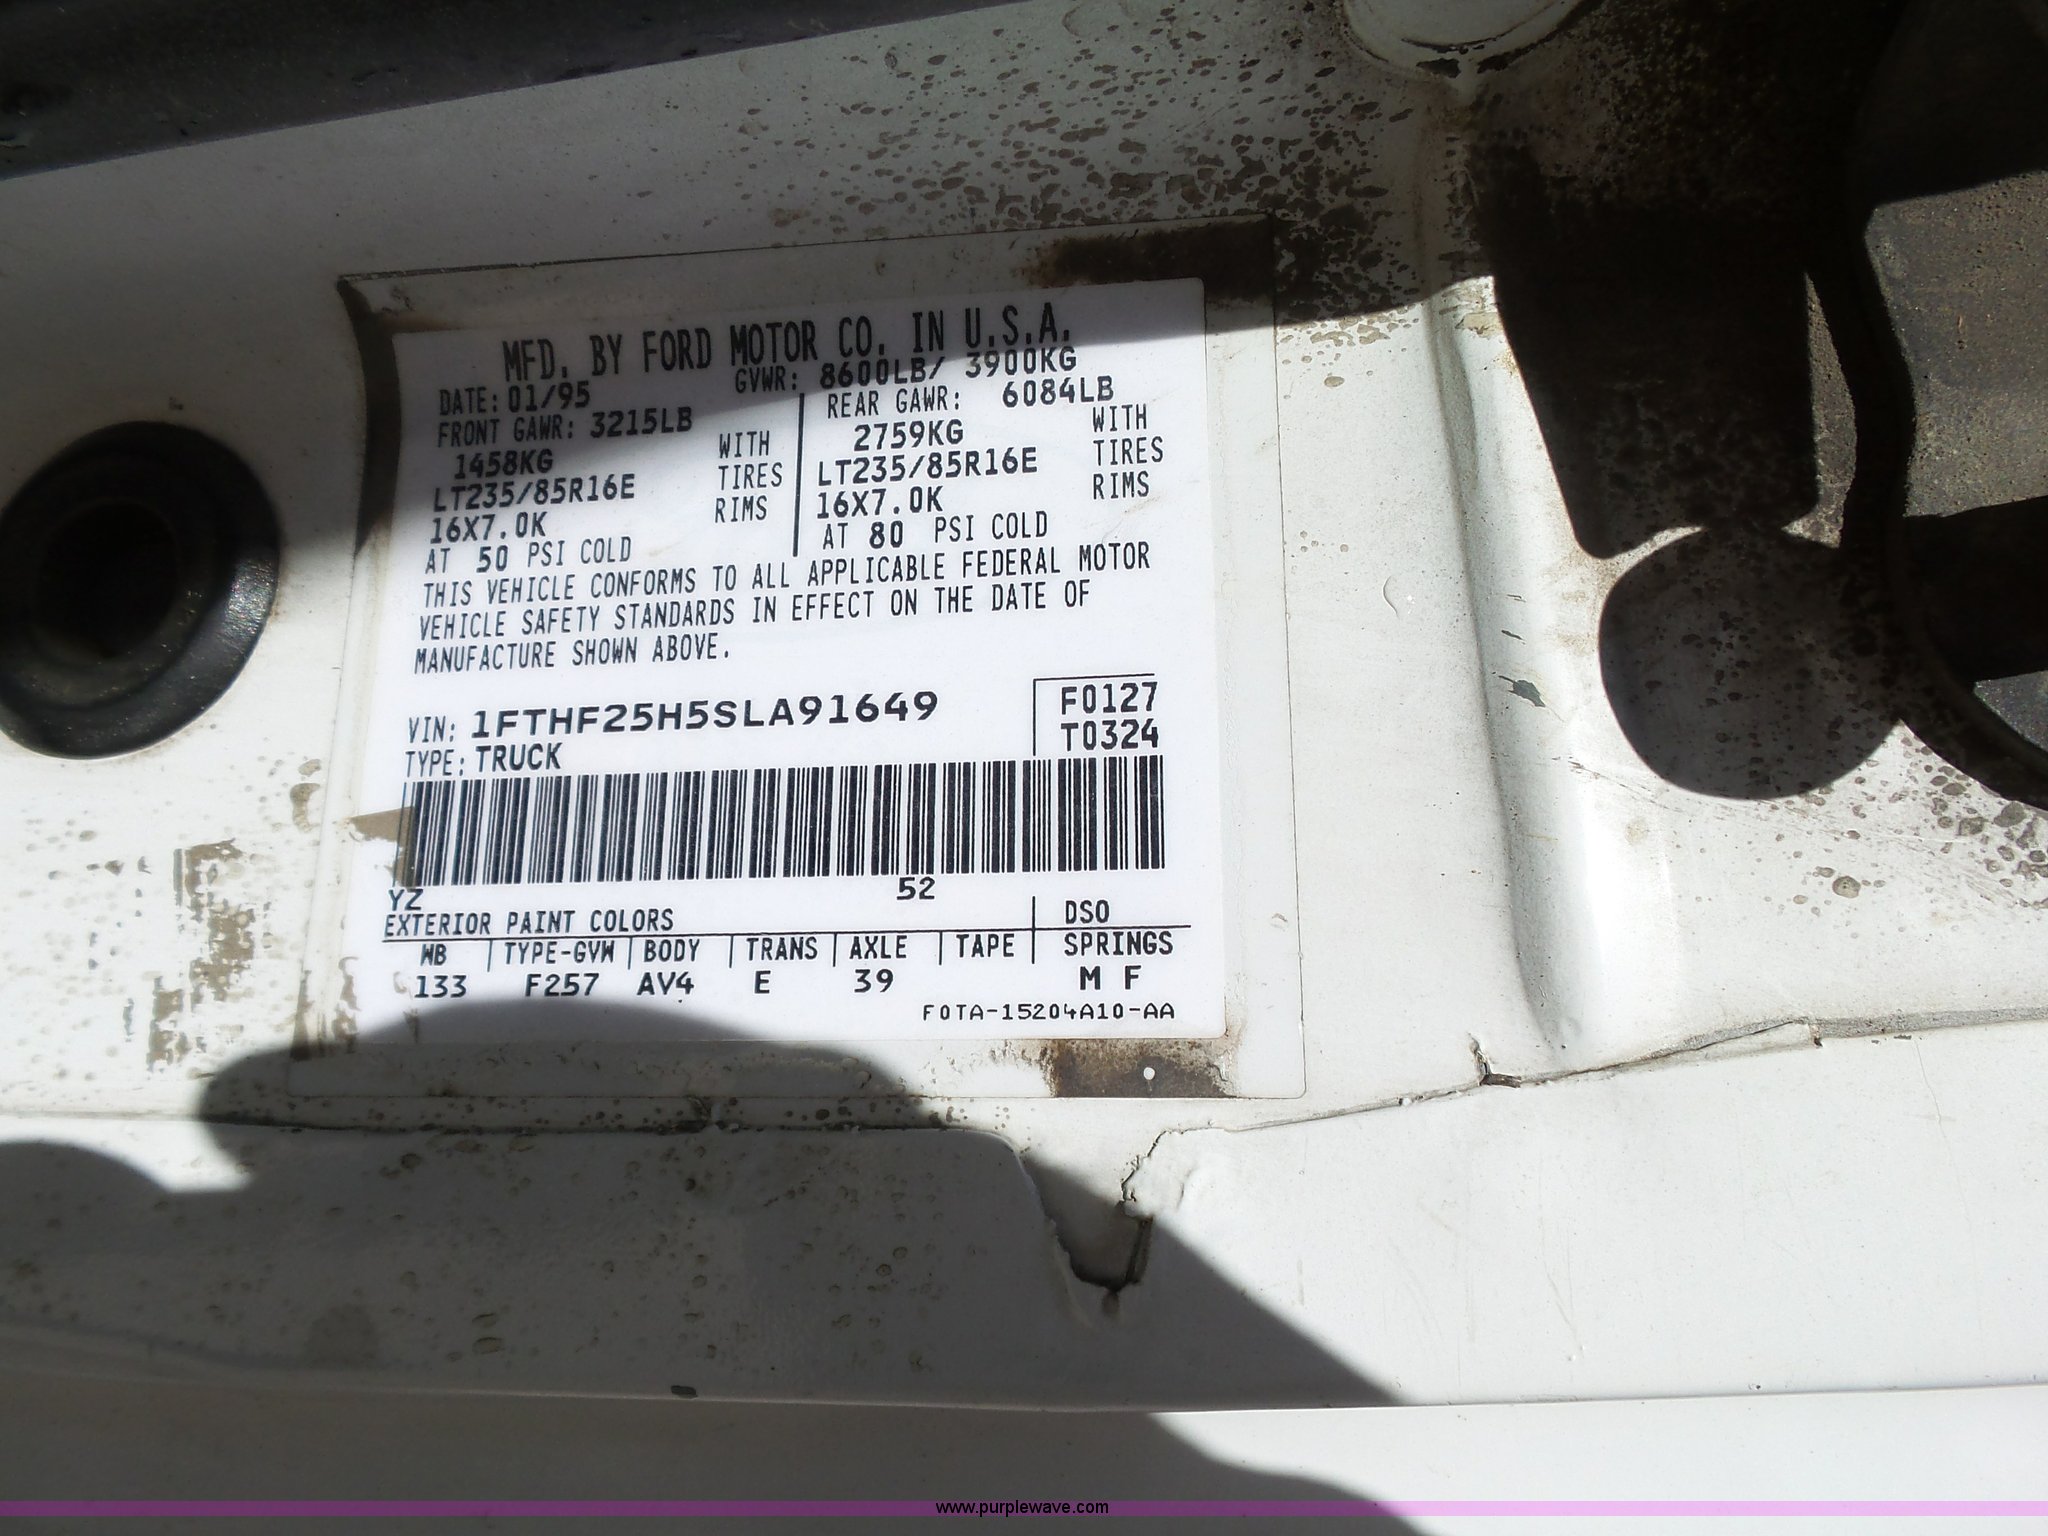 MFD. BY FORD MOTOR CO. IN U.S.A.
DATE: 01/95 GVWR: 8600LB/ 3900KG
FRONT GAWR: 3215LB REAR GAWR: 6084LB
1458KG WITH 2759KG WITH
LT235/85R16E TIRES LT235/85R16E TIRES
16X7.0K RIMS 16X7.0K RIMS
AT 50 PSI COLD AT 80 PSI COLD
THIS VEHICLE CONFORMS TO ALL APPLICABLE FEDERAL MOTOR
VEHICLE SAFETY STANDARDS IN EFFECT ON THE DATE OF
MANUFACTURE SHOWN ABOVE.
VIN: 1FTHF25H5SLA91649 F0127
TYPE: TRUCK T0324
YZ 52
EXTERIOR PAINT COLORS DSO
WB TYPE-GVW BODY TRANS AXLE TAPE SPRINGS
133 F257 AV4 E 39 M F
F0TA-15204A10-AA
www.purplewave.com